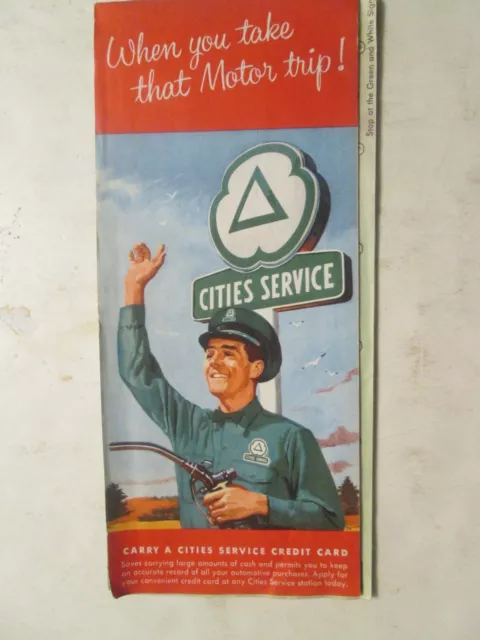 When you take
that Motor trip!
CITIES SERVICE
CITIES SERVICE
CARRY A CITIES SERVICE CREDIT CARD
Saves carrying large amounts of cash and permits you to keep
an accurate record of all your automotive purchases. Apply for
your convenient credit card at any Cities Service station today.
Stop at the Green and White Sign